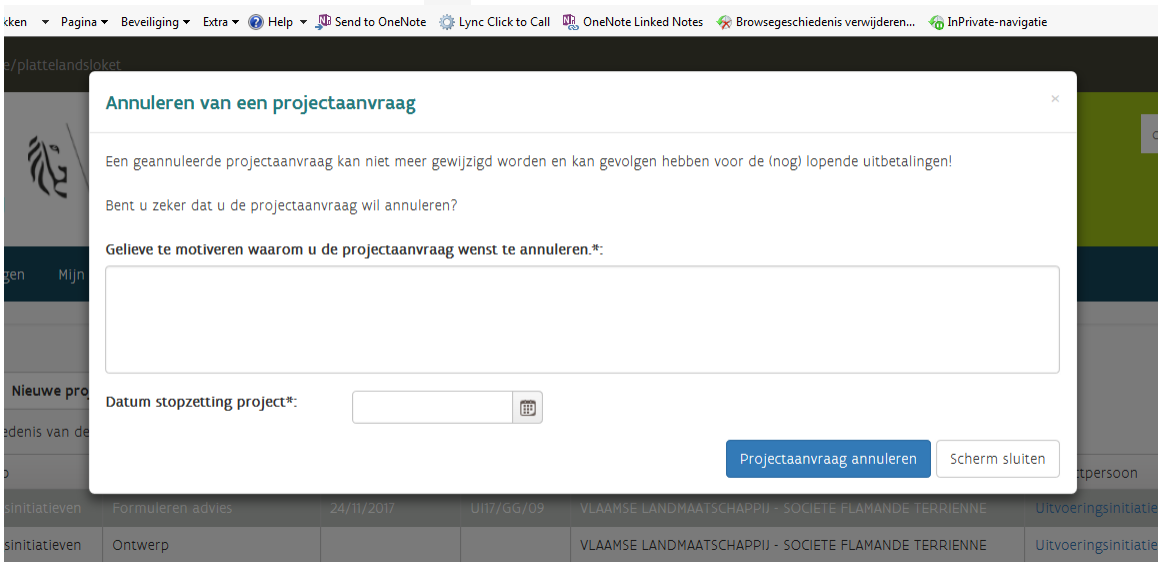 kken Pagina Beveiliging Extra Help Send to OneNote Lync Click to Call OneNote Linked Notes Browsegeschiedenis verwijderen... InPrivate-navigatie
e/plattelandsloket
Annuleren van een projectaanvraag ×
Een geannuleerde projectaanvraag kan niet meer gewijzigd worden en kan gevolgen hebben voor de (nog) lopende uitbetalingen!
Bent u zeker dat u de projectaanvraag wil annuleren?
Gelieve te motiveren waarom u de projectaanvraag wenst te annuleren.*:
gen Mijn
Nieuwe proj
Datum stopzetting project*:
edenis van de
Projectaanvraag annuleren Scherm sluiten
ctpersoon
sinitiatieven Formuleren advies 24/11/2017 UI17/GG/09 VLAAMSE LANDMAATSCHAPPIJ - SOCIETE FLAMANDE TERRIENNE Uitvoeringsinitiatie
sinitiatieven Ontwerp VLAAMSE LANDMAATSCHAPPIJ - SOCIETE FLAMANDE TERRIENNE Uitvoeringsinitiatie